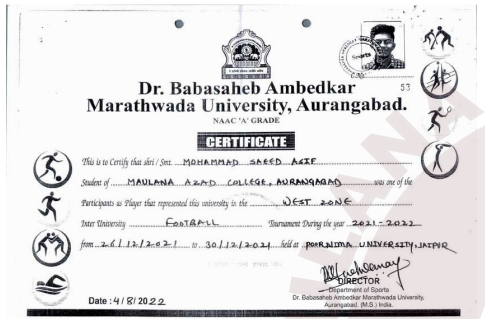 Sports
53
Dr. Babasaheb Ambedkar
Marathwada University, Aurangabad.
NAAC 'A' GRADE
CERTIFICATE
This is to Certify that shri / Smt. MOHAMMAD SAEED ASIF
Student of MAULANA AZAD COLLEGE, AURANGABAD was one of the
Participants as Player that represented this university in the WEST ZONE
Inter University FOOTBALL Tournament During the year 2021-2022
from 26/12/2021 to 30/12/2021 held at POORNIMA UNIVERSITY, JAIPUR
DIRECTOR
Department of Sports
Date : 4/8/2022
Dr. Babasaheb Ambedkar Marathwada University,
Aurangabad. (M.S.) India.